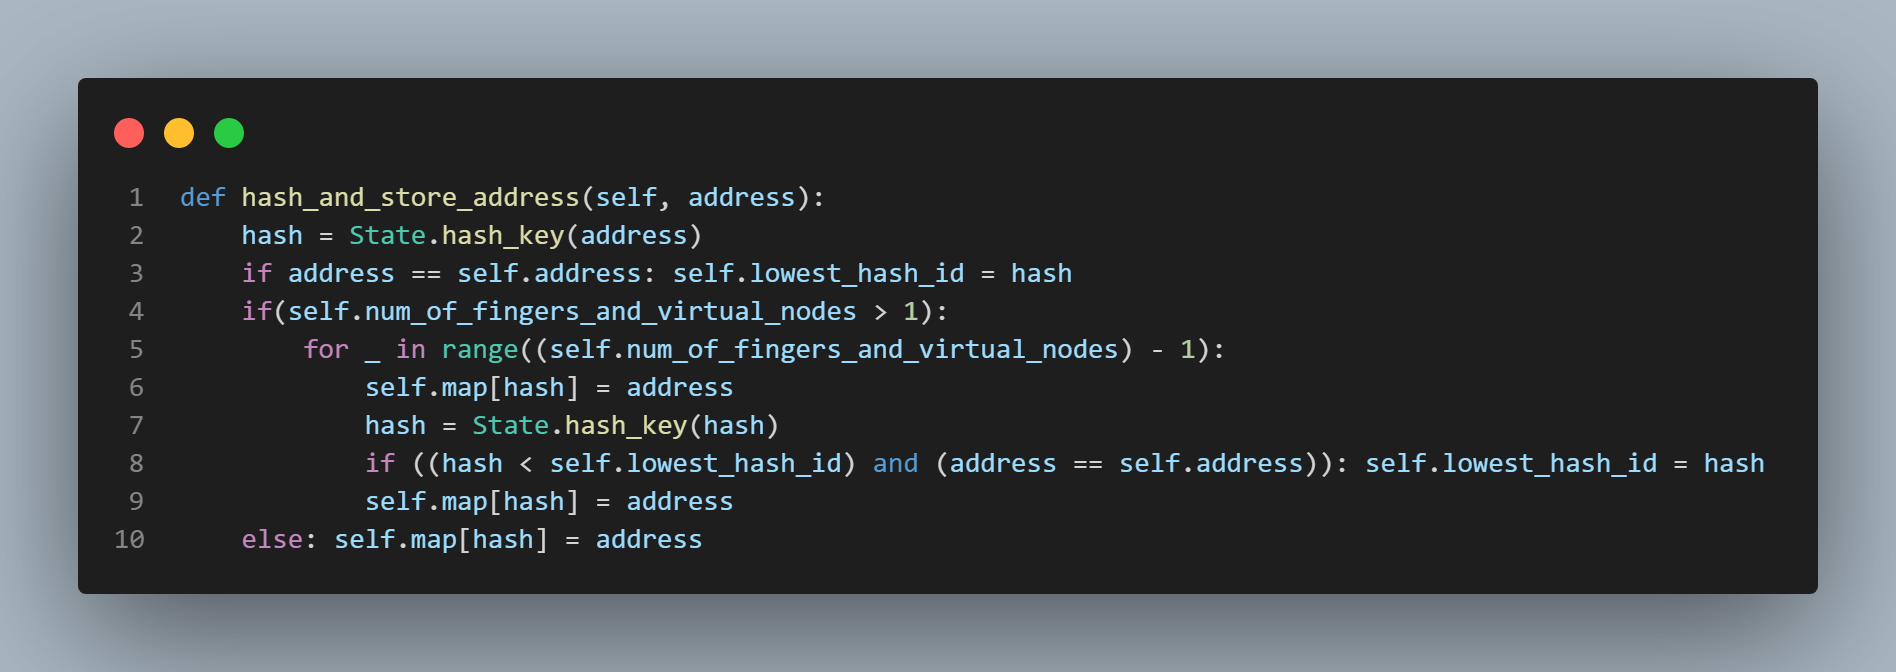 1 def hash_and_store_address(self, address):
2     hash = State.hash_key(address)
3     if address == self.address: self.lowest_hash_id = hash
4     if(self.num_of_fingers_and_virtual_nodes > 1):
5         for _ in range((self.num_of_fingers_and_virtual_nodes) - 1):
6             self.map[hash] = address
7             hash = State.hash_key(hash)
8             if ((hash < self.lowest_hash_id) and (address == self.address)): self.lowest_hash_id = hash
9             self.map[hash] = address
10     else: self.map[hash] = address